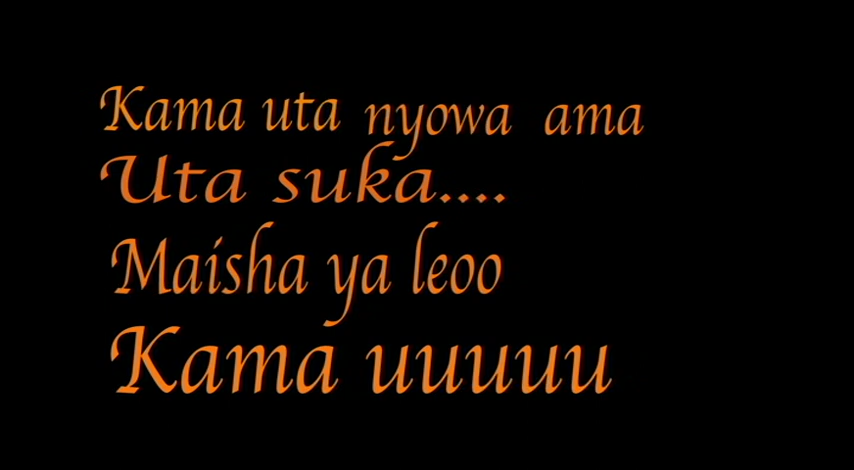 Kama uta nyowa ama
Uta suka....
Maisha ya leoo
Kama uuuuu